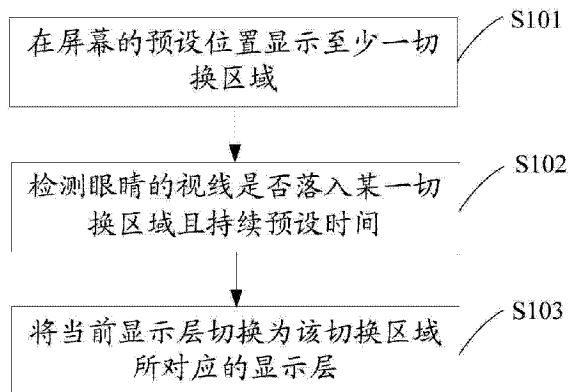 在屏幕的预设位置显示至少一切
换区域
S101
检测眼睛的视线是否落入某一切
换区域且持续预设时间
S102
将当前显示层切换为该切换区域
所对应的显示层
S103